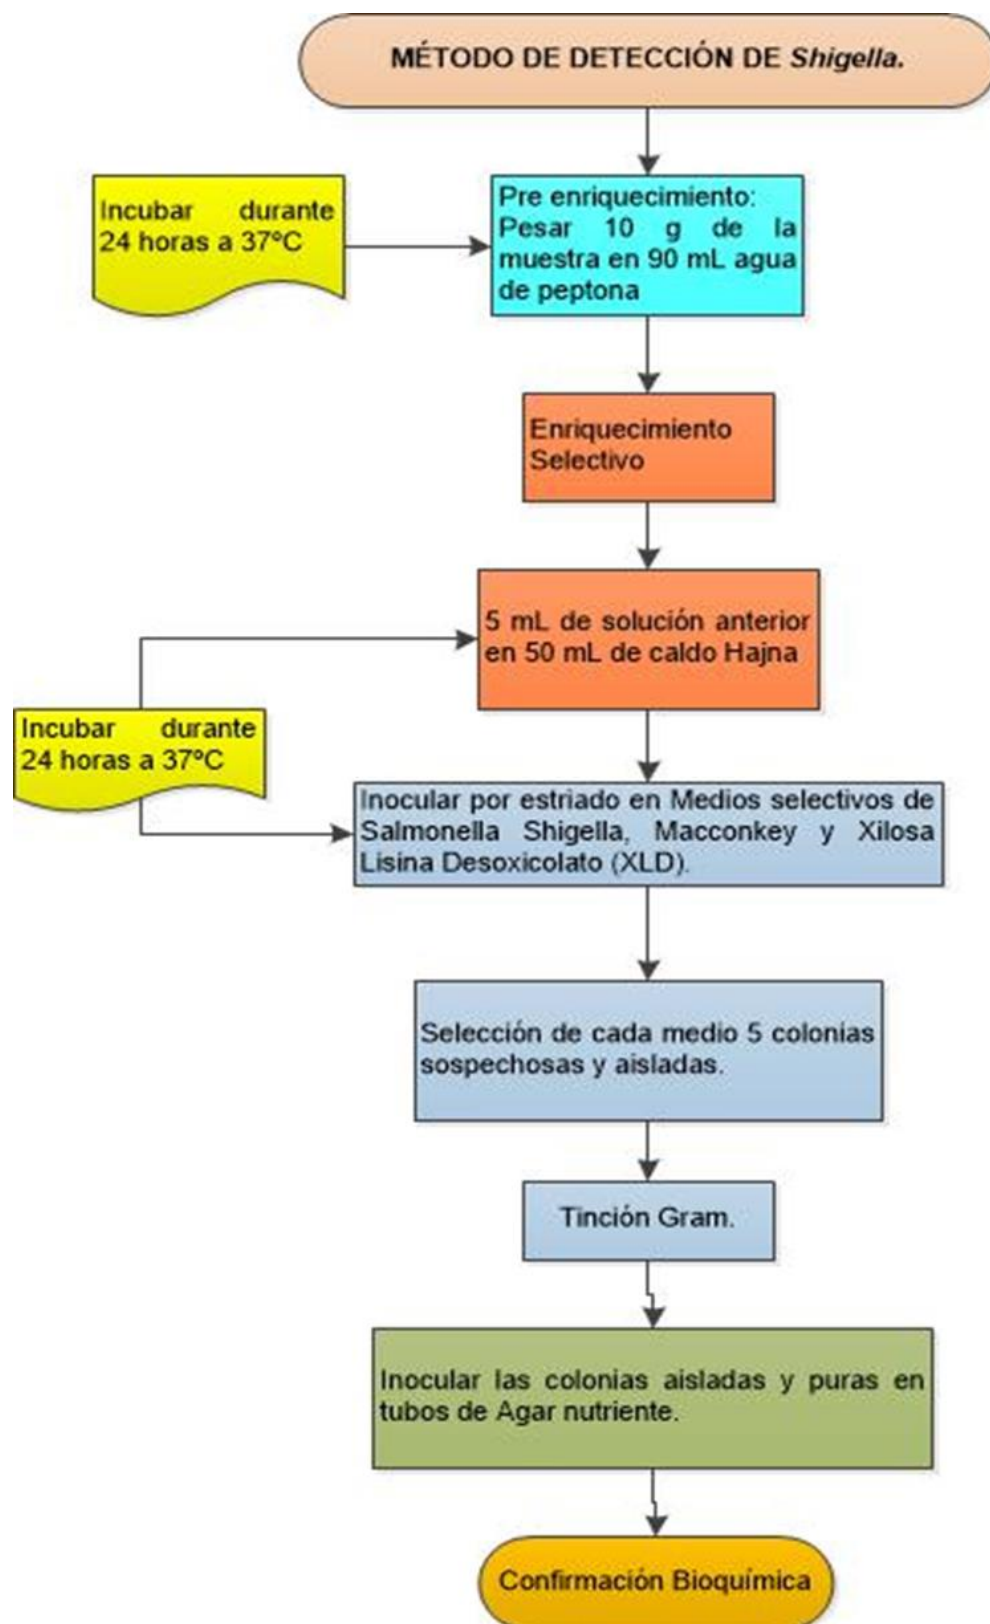 MÉTODO DE DETECCIÓN DE Shigella.
Incubar durante
24 horas a 37ºC
Pre enriquecimiento:
Pesar 10 g de la
muestra en 90 mL agua
de peptona
Enriquecimiento
Selectivo
5 mL de solución anterior
en 50 mL de caldo Hajna
Incubar durante
24 horas a 37ºC
Inocular por estriado en Medios selectivos de
Salmonella Shigella, Macconkey y Xilosa
Lisina Desoxicolato (XLD).
Selección de cada medio 5 colonias
sospechosas y aisladas.
Tinción Gram.
Inocular las colonias aisladas y puras en
tubos de Agar nutriente.
Confirmación Bioquímica